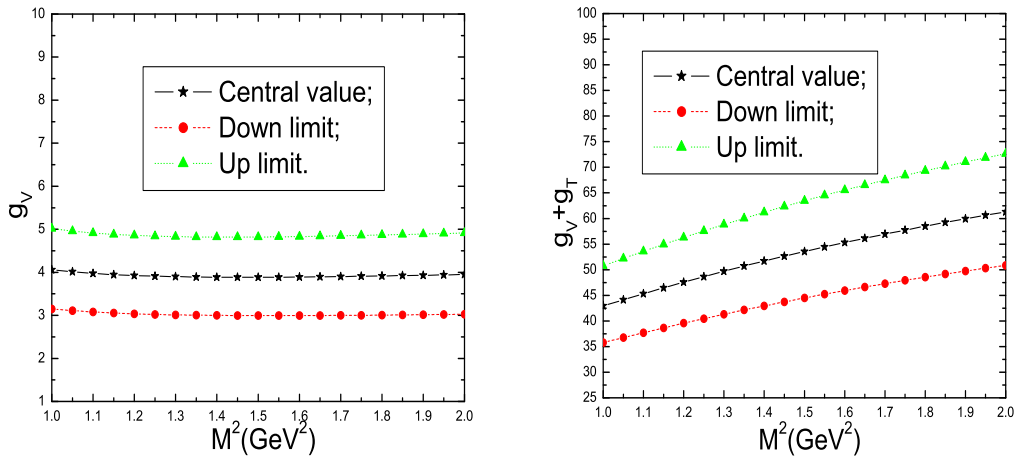 10
9
8
7
6
5
4
3
2
1
g_V
Central value;
Down limit;
Up limit.
1.0 1.1 1.2 1.3 1.4 1.5 1.6 1.7 1.8 1.9 2.0
M²(GeV²)
100
95
90
85
80
75
70
65
60
55
50
45
40
35
30
25
g_V+g_T
Central value;
Down limit;
Up limit.
1.0 1.1 1.2 1.3 1.4 1.5 1.6 1.7 1.8 1.9 2.0
M²(GeV²)